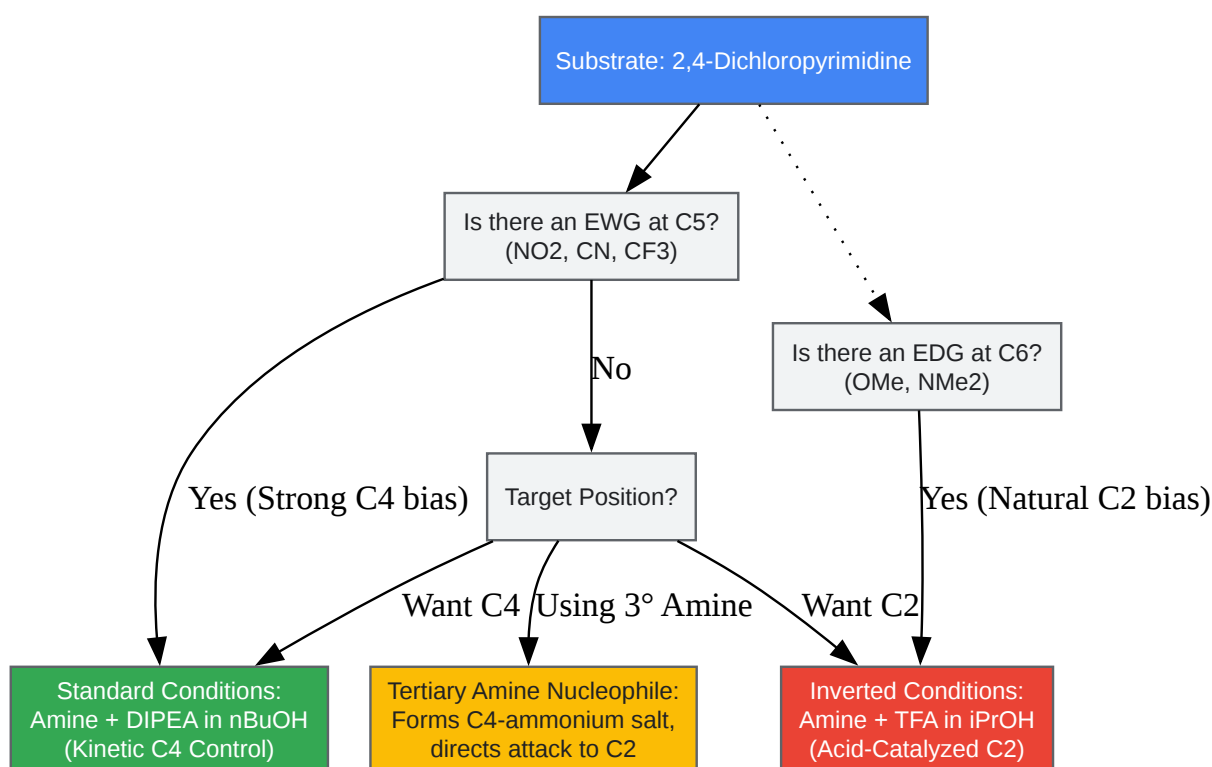 Substrate: 2,4-Dichloropyrimidine
Is there an EWG at C5?
(NO2, CN, CF3)
Is there an EDG at C6?
(OMe, NMe2)
No
Target Position?
Yes (Strong C4 bias)
Yes (Natural C2 bias)
Want C4
Using 3° Amine
Want C2
Standard Conditions:
Amine + DIPEA in nBuOH
(Kinetic C4 Control)
Tertiary Amine Nucleophile:
Forms C4-ammonium salt,
directs attack to C2
Inverted Conditions:
Amine + TFA in iPrOH
(Acid-Catalyzed C2)